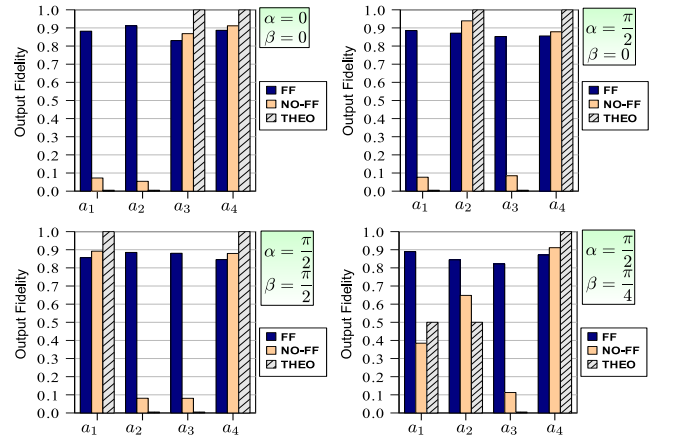 Output Fidelity
1.0
0.9
0.8
0.7
0.6
0.5
0.4
0.3
0.2
0.1
0.0
a₁ a₂ a₃ a₄
α = 0
β = 0
FF
NO-FF
THEO
Output Fidelity
1.0
0.9
0.8
0.7
0.6
0.5
0.4
0.3
0.2
0.1
0.0
a₁ a₂ a₃ a₄
α = π/2
β = 0
FF
NO-FF
THEO
Output Fidelity
1.0
0.9
0.8
0.7
0.6
0.5
0.4
0.3
0.2
0.1
0.0
a₁ a₂ a₃ a₄
α = π/2
β = π/2
FF
NO-FF
THEO
Output Fidelity
1.0
0.9
0.8
0.7
0.6
0.5
0.4
0.3
0.2
0.1
0.0
a₁ a₂ a₃ a₄
α = π/2
β = π/4
FF
NO-FF
THEO